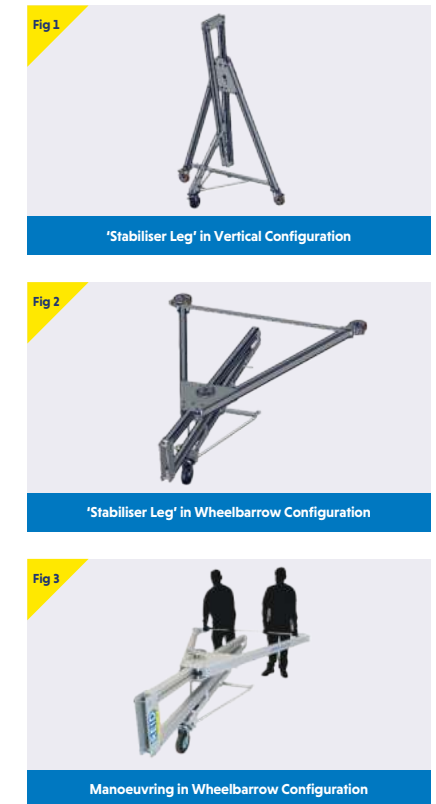 Fig 1
‘Stabiliser Leg’ in Vertical Configuration
Fig 2
‘Stabiliser Leg’ in Wheelbarrow Configuration
Fig 3
REID
Manoeuvring in Wheelbarrow Configuration